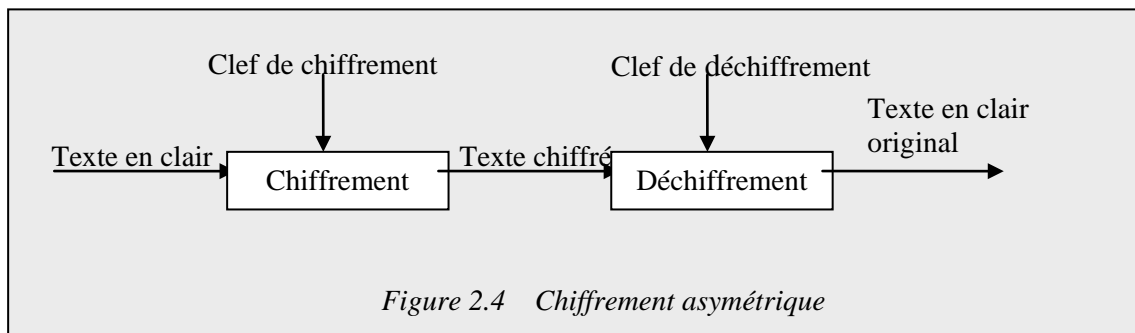 Clef de chiffrement
Clef de déchiffrement
Texte en clair
original
Texte en clair
Texte chiffré
Chiffrement
Déchiffrement
Figure 2.4 Chiffrement asymétrique